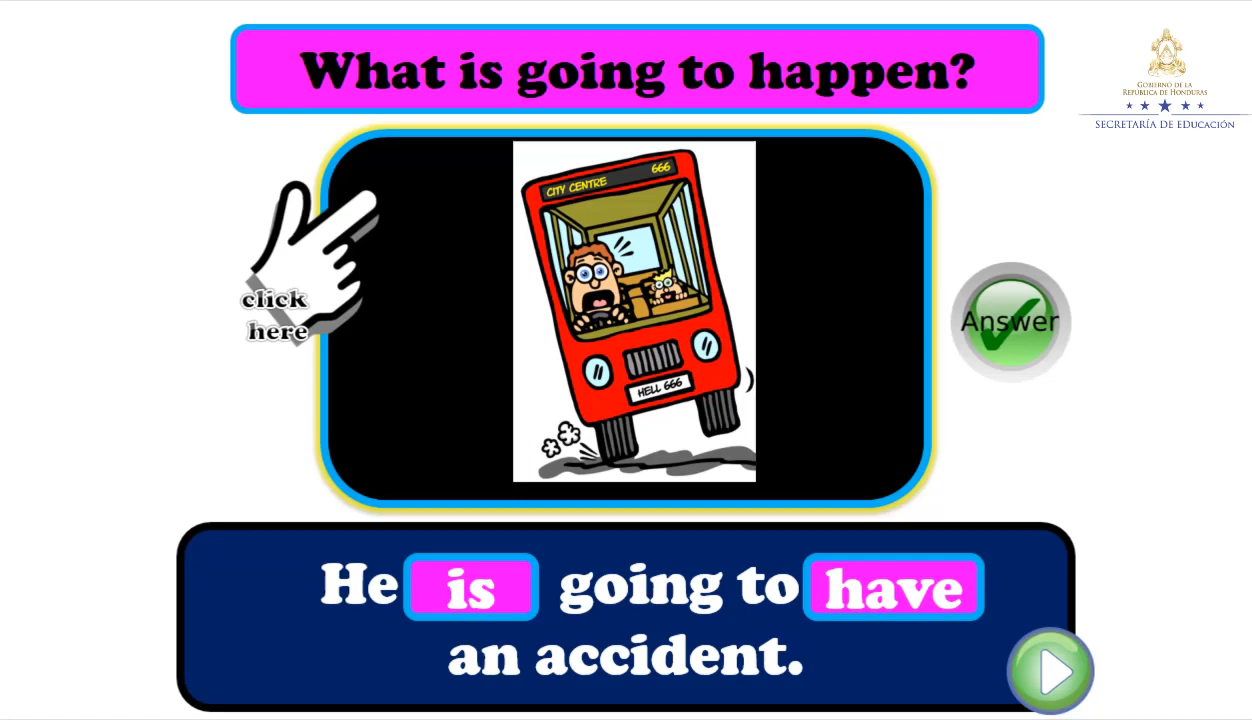 What is going to happen?
GOBIERNO DE LA
REPÚBLICA DE HONDURAS
SECRETARÍA DE EDUCACIÓN
CITY CENTRE 666
click
here
Answer
HELL 666
He is going to have
an accident.